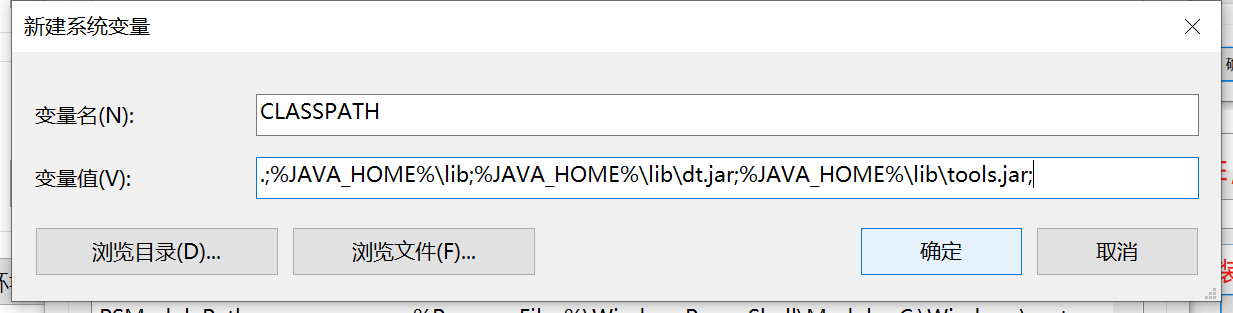 新建系统变量
变量名(N):
CLASSPATH
变量值(V):
.;%JAVA_HOME%\lib;%JAVA_HOME%\lib\dt.jar;%JAVA_HOME%\lib\tools.jar;
浏览目录(D)...
浏览文件(F)...
确定
取消